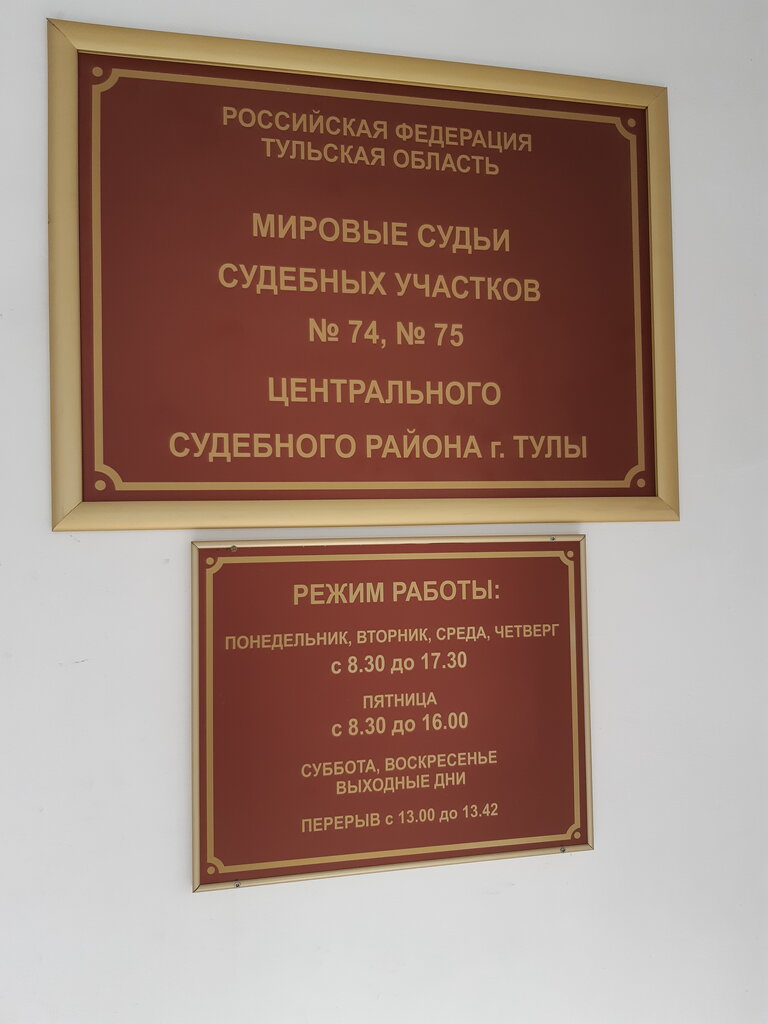 РОССИЙСКАЯ ФЕДЕРАЦИЯ
ТУЛЬСКАЯ ОБЛАСТЬ
МИРОВЫЕ СУДЬИ
СУДЕБНЫХ УЧАСТКОВ
№ 74, № 75
ЦЕНТРАЛЬНОГО
СУДЕБНОГО РАЙОНА г. ТУЛЫ
РЕЖИМ РАБОТЫ:
ПОНЕДЕЛЬНИК, ВТОРНИК, СРЕДА, ЧЕТВЕРГ
с 8.30 до 17.30
ПЯТНИЦА
с 8.30 до 16.00
СУББОТА, ВОСКРЕСЕНЬЕ
ВЫХОДНЫЕ ДНИ
ПЕРЕРЫВ с 13.00 до 13.42